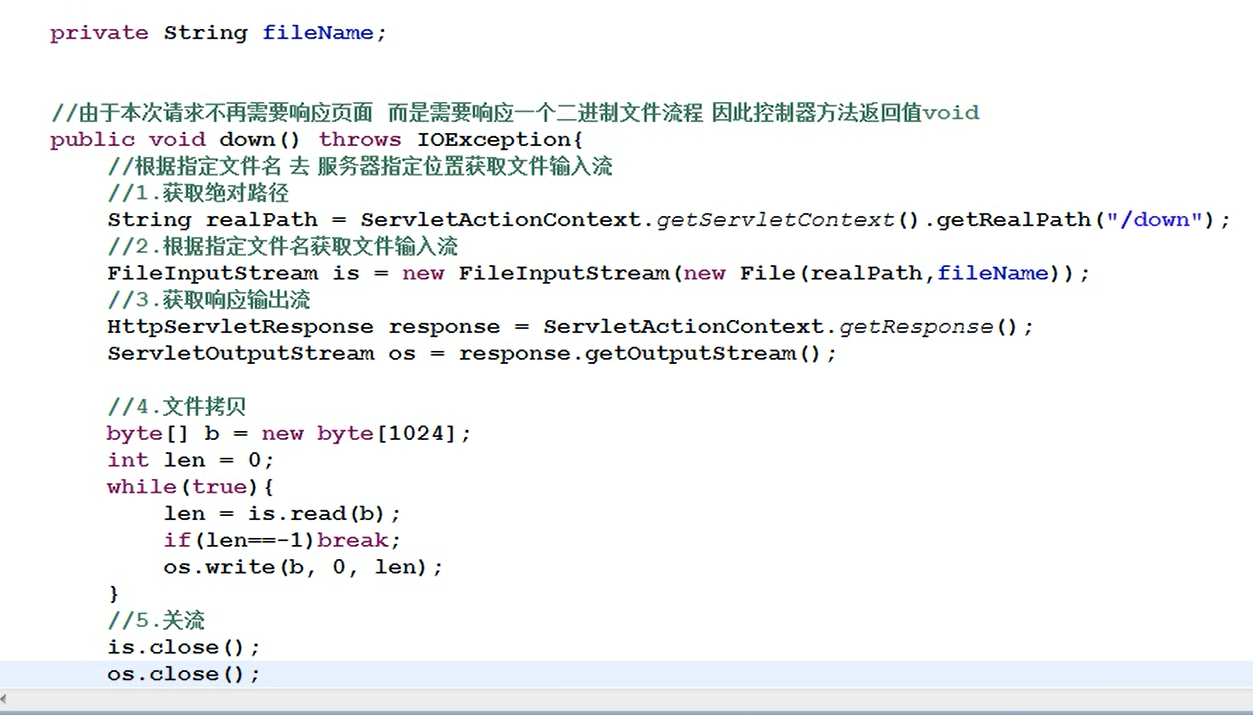 private String fileName;
//由于本次请求不再需要响应页面 而是需要响应一个二进制文件流程 因此控制器方法返回值void
public void down() throws IOException{
//根据指定文件名 去 服务器指定位置获取文件输入流
//1.获取绝对路径
String realPath = ServletActionContext.getServletContext().getRealPath("/down");
//2.根据指定文件名获取文件输入流
FileInputStream is = new FileInputStream(new File(realPath,fileName));
//3.获取响应输出流
HttpServletResponse response = ServletActionContext.getResponse();
ServletOutputStream os = response.getOutputStream();
//4.文件拷贝
byte[] b = new byte[1024];
int len = 0;
while(true){
len = is.read(b);
if(len==-1)break;
os.write(b, 0, len);
}
//5.关流
is.close();
os.close();